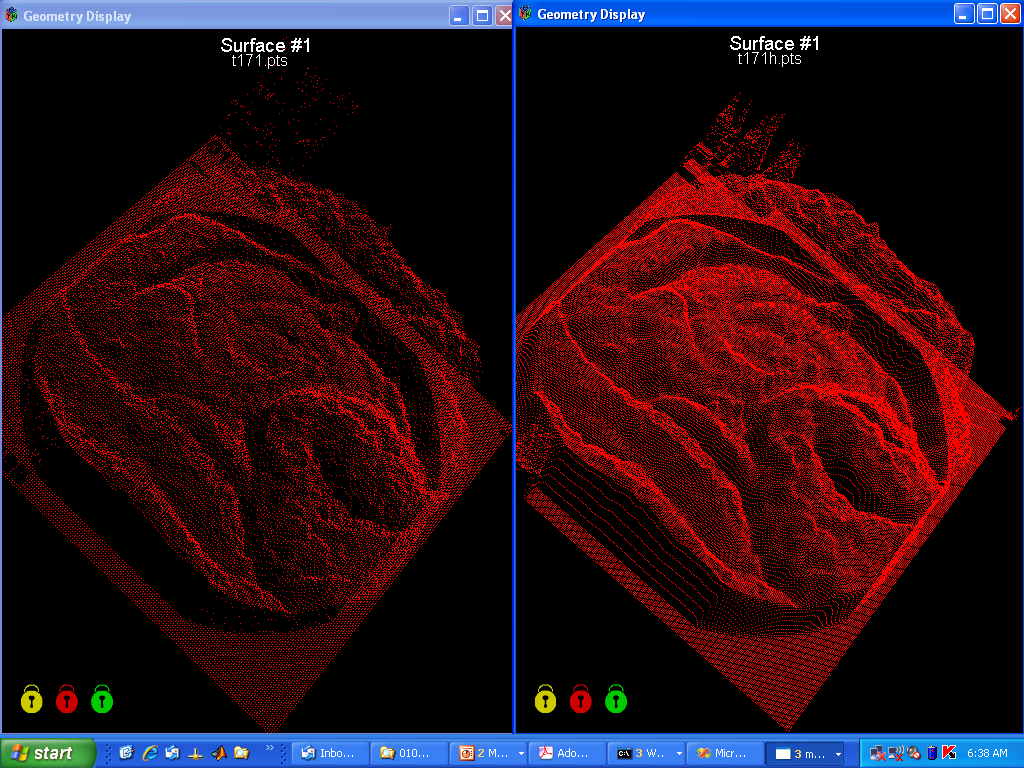 Geometry Display
Surface #1
t171.pts
Geometry Display
Surface #1
t171h.pts
start
Inbo...
010...
2 M...
Ado...
3 W...
Micr...
3 m...
6:38 AM